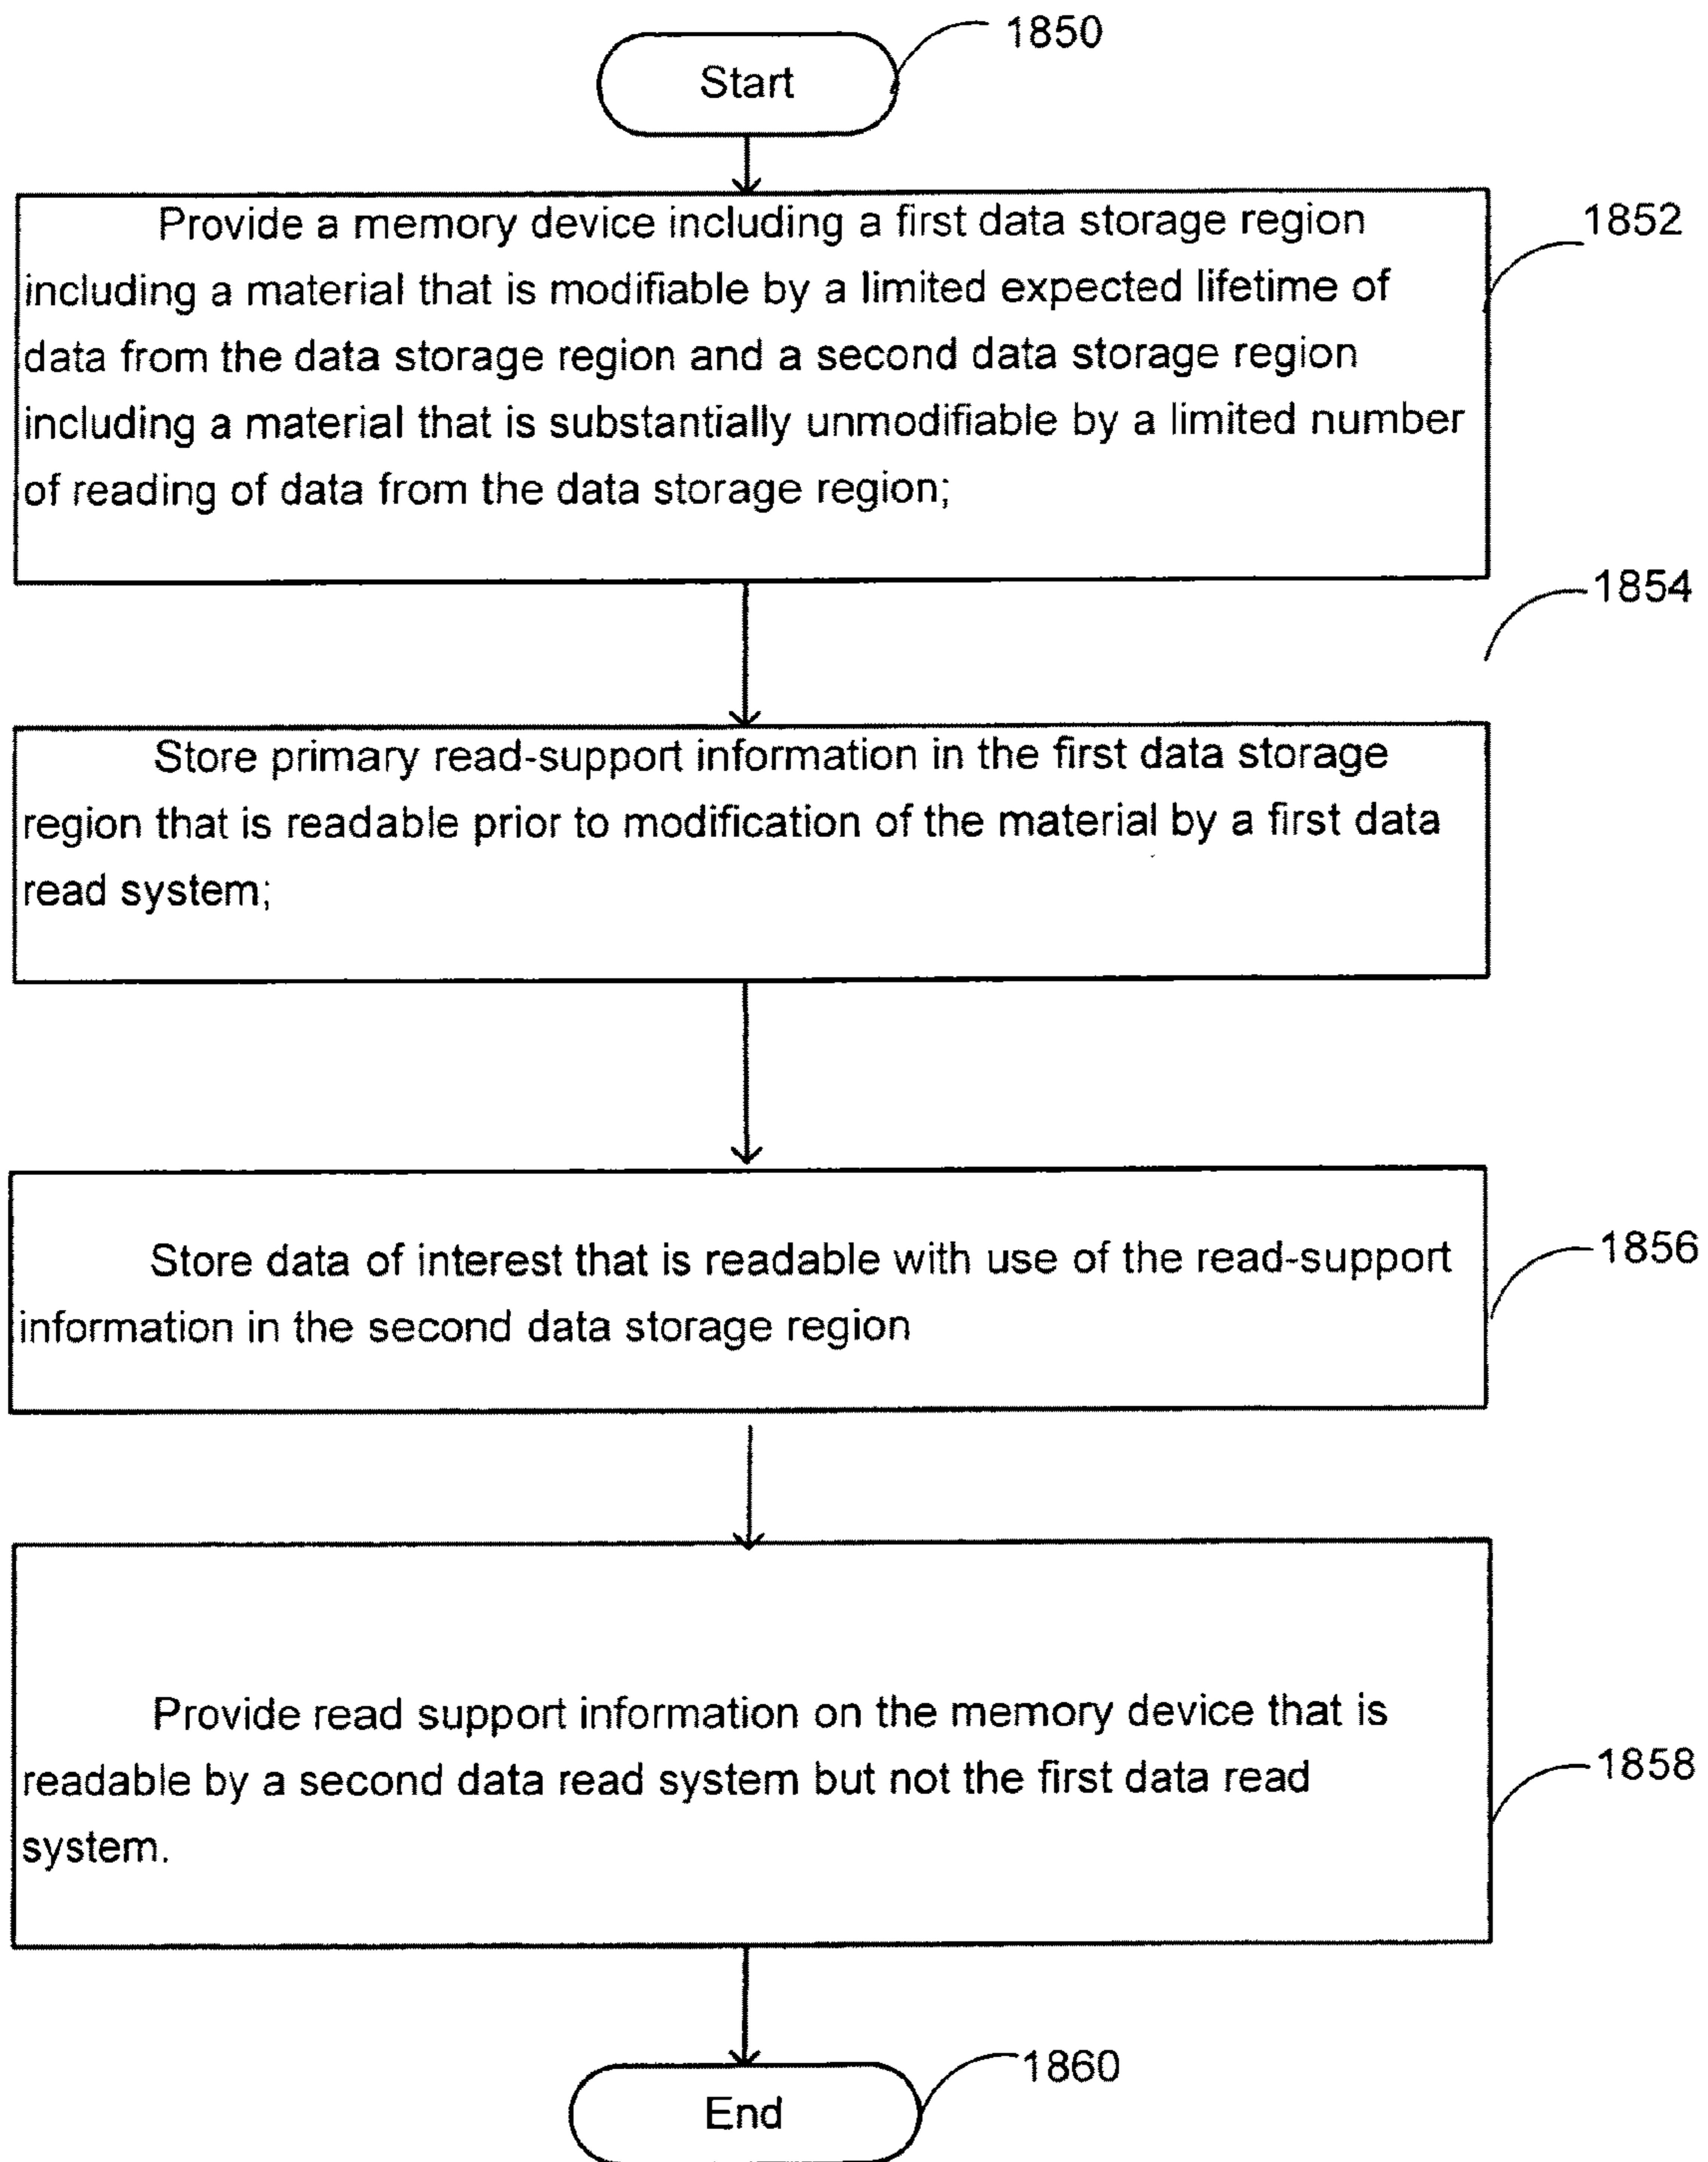 1850
Start
1852
Provide a memory device including a first data storage region
including a material that is modifiable by a limited expected lifetime of
data from the data storage region and a second data storage region
including a material that is substantially unmodifiable by a limited number
of reading of data from the data storage region;
1854
Store primary read-support information in the first data storage
region that is readable prior to modification of the material by a first data
read system;
1856
Store data of interest that is readable with use of the read-support
information in the second data storage region
1858
Provide read support information on the memory device that is
readable by a second data read system but not the first data read
system.
1860
End